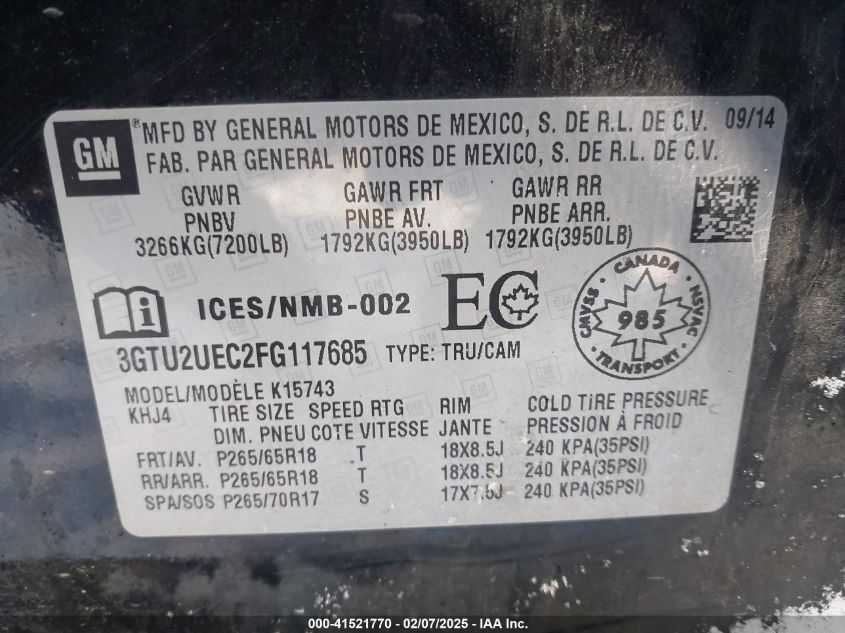 GM
® MFD BY GENERAL MOTORS DE MEXICO, S. DE R.L. DE C.V. 09/14
FAB. PAR GENERAL MOTORS DE MEXICO, S. DE R.L. DE C.V.
GVWR GAWR FRT GAWR RR
PNBV PNBE AV. PNBE ARR.
3266KG(7200LB) 1792KG(3950LB) 1792KG(3950LB)
i ICES/NMB-002 EC
CANADA
CMVSS NSVAC
985
TRANSPORT
3GTU2UEC2FG117685 TYPE: TRU/CAM
MODEL/MODÈLE K15743
KHJ4 TIRE SIZE SPEED RTG RIM COLD TIRE PRESSURE
DIM. PNEU COTE VITESSE JANTE PRESSION À FROID
FRT/AV. P265/65R18 T 18X8.5J 240 KPA(35PSI)
RR/ARR. P265/65R18 T 18X8.5J 240 KPA(35PSI)
SPA/SOS P265/70R17 S 17X7.5J 240 KPA(35PSI)
000-41521770 - 02/07/2025 - IAA Inc.